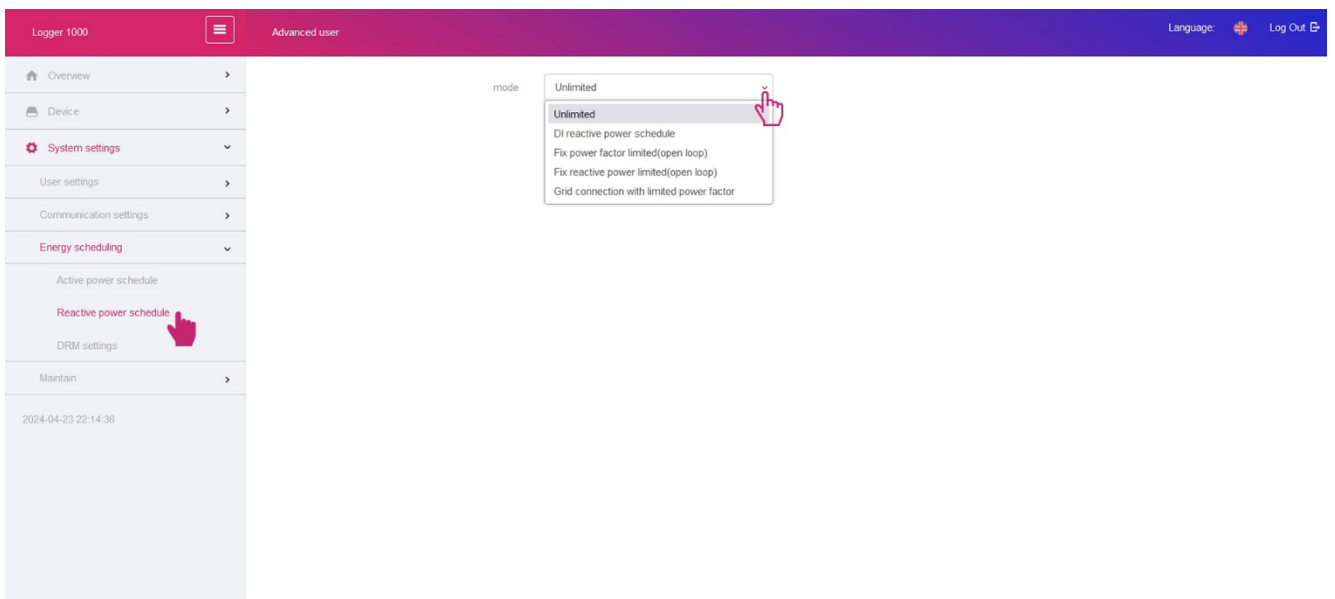 Logger 1000
Advanced user
Language:
Log Out
Overview
Device
System settings
User settings
Communication settings
Energy scheduling
Active power schedule
Reactive power schedule
DRM settings
Maintain
2024-04-23 22:14:36
mode
Unlimited
Unlimited
DI reactive power schedule
Fix power factor limited(open loop)
Fix reactive power limited(open loop)
Grid connection with limited power factor